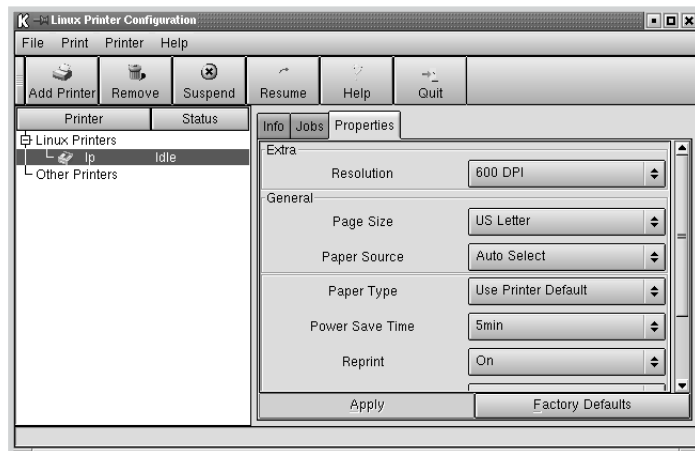 Linux Printer Configuration
File Print Printer Help
Add Printer Remove Suspend Resume Help Quit
Printer Status
Linux Printers
lp Idle
Other Printers
Info Jobs Properties
Extra
Resolution 600 DPI
General
Page Size US Letter
Paper Source Auto Select
Paper Type Use Printer Default
Power Save Time 5min
Reprint On
Apply Factory Defaults